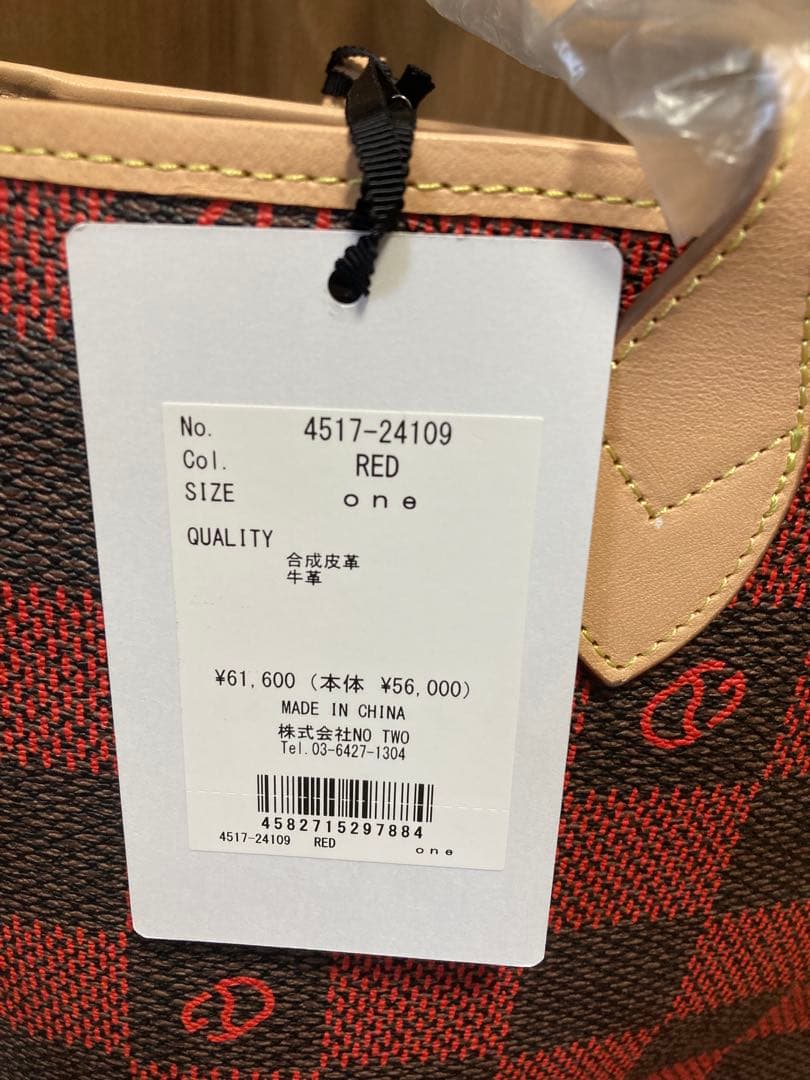 No. 4517-24109
Col. RED
SIZE one
QUALITY
合成皮革
牛革
¥61,600 (本体 ¥56,000)
MADE IN CHINA
株式会社NO TWO
Tel.03-6427-1304
4582715297884
4517-24109 RED one